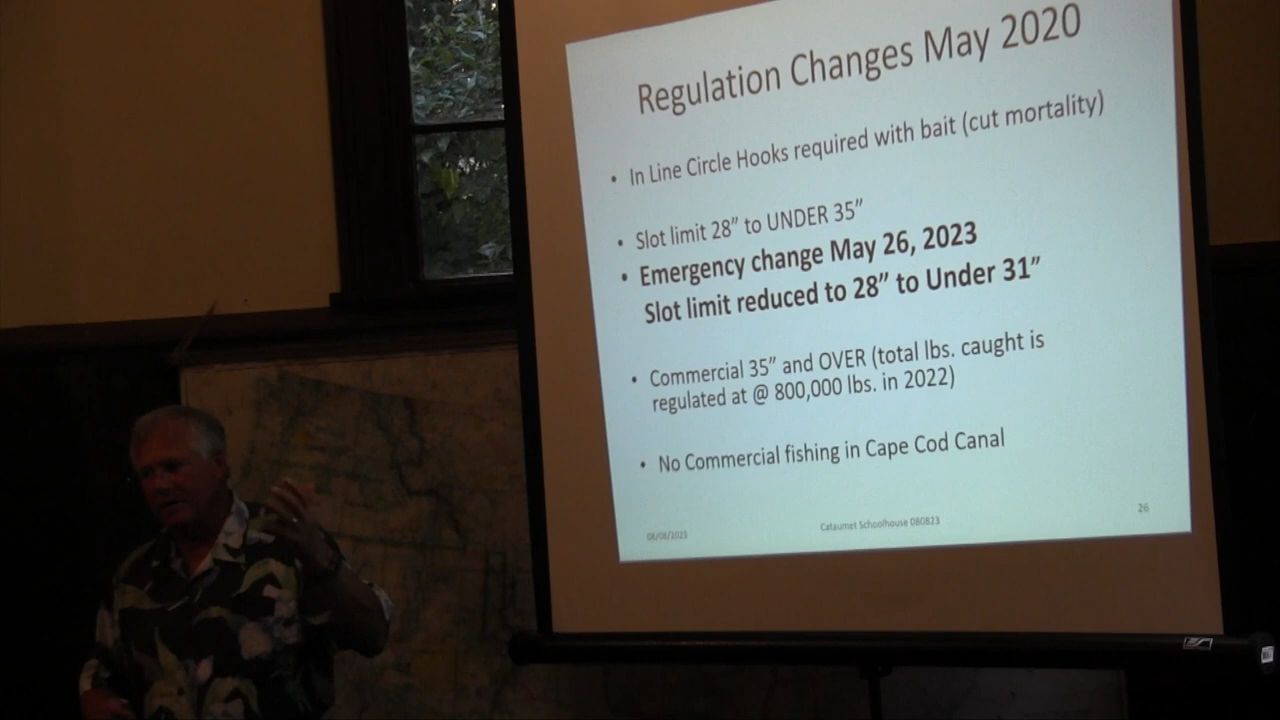 Regulation Changes May 2020
• In Line Circle Hooks required with bait (cut mortality)
• Slot limit 28” to UNDER 35”
• Emergency change May 26, 2023
Slot limit reduced to 28” to Under 31”
• Commercial 35” and OVER (total lbs. caught is
regulated at @ 800,000 lbs. in 2022)
• No Commercial fishing in Cape Cod Canal
08/08/2023
Cataumet Schoolhouse 080823
26